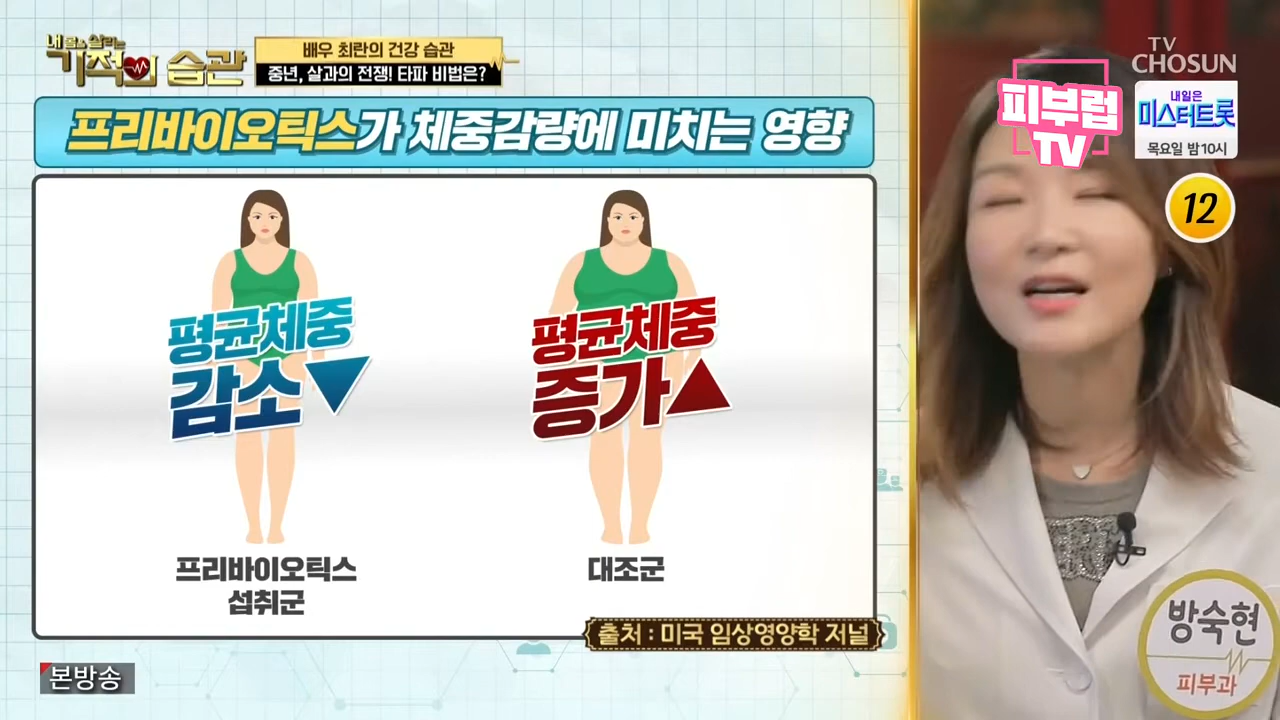 내 몸을 살리는
기적의 습관
배우 최란의 건강 습관
중년, 살과의 전쟁! 타파 비법은?
TV
CHOSUN
피부럽
TV
내일은
미스터트롯
목요일 밤 10시
12
프리바이오틱스가 체중감량에 미치는 영향
평균체중
감소▼
평균체중
증가▲
프리바이오틱스
섭취군
대조군
출처 : 미국 임상영양학 저널
본방송
방숙현
피부과